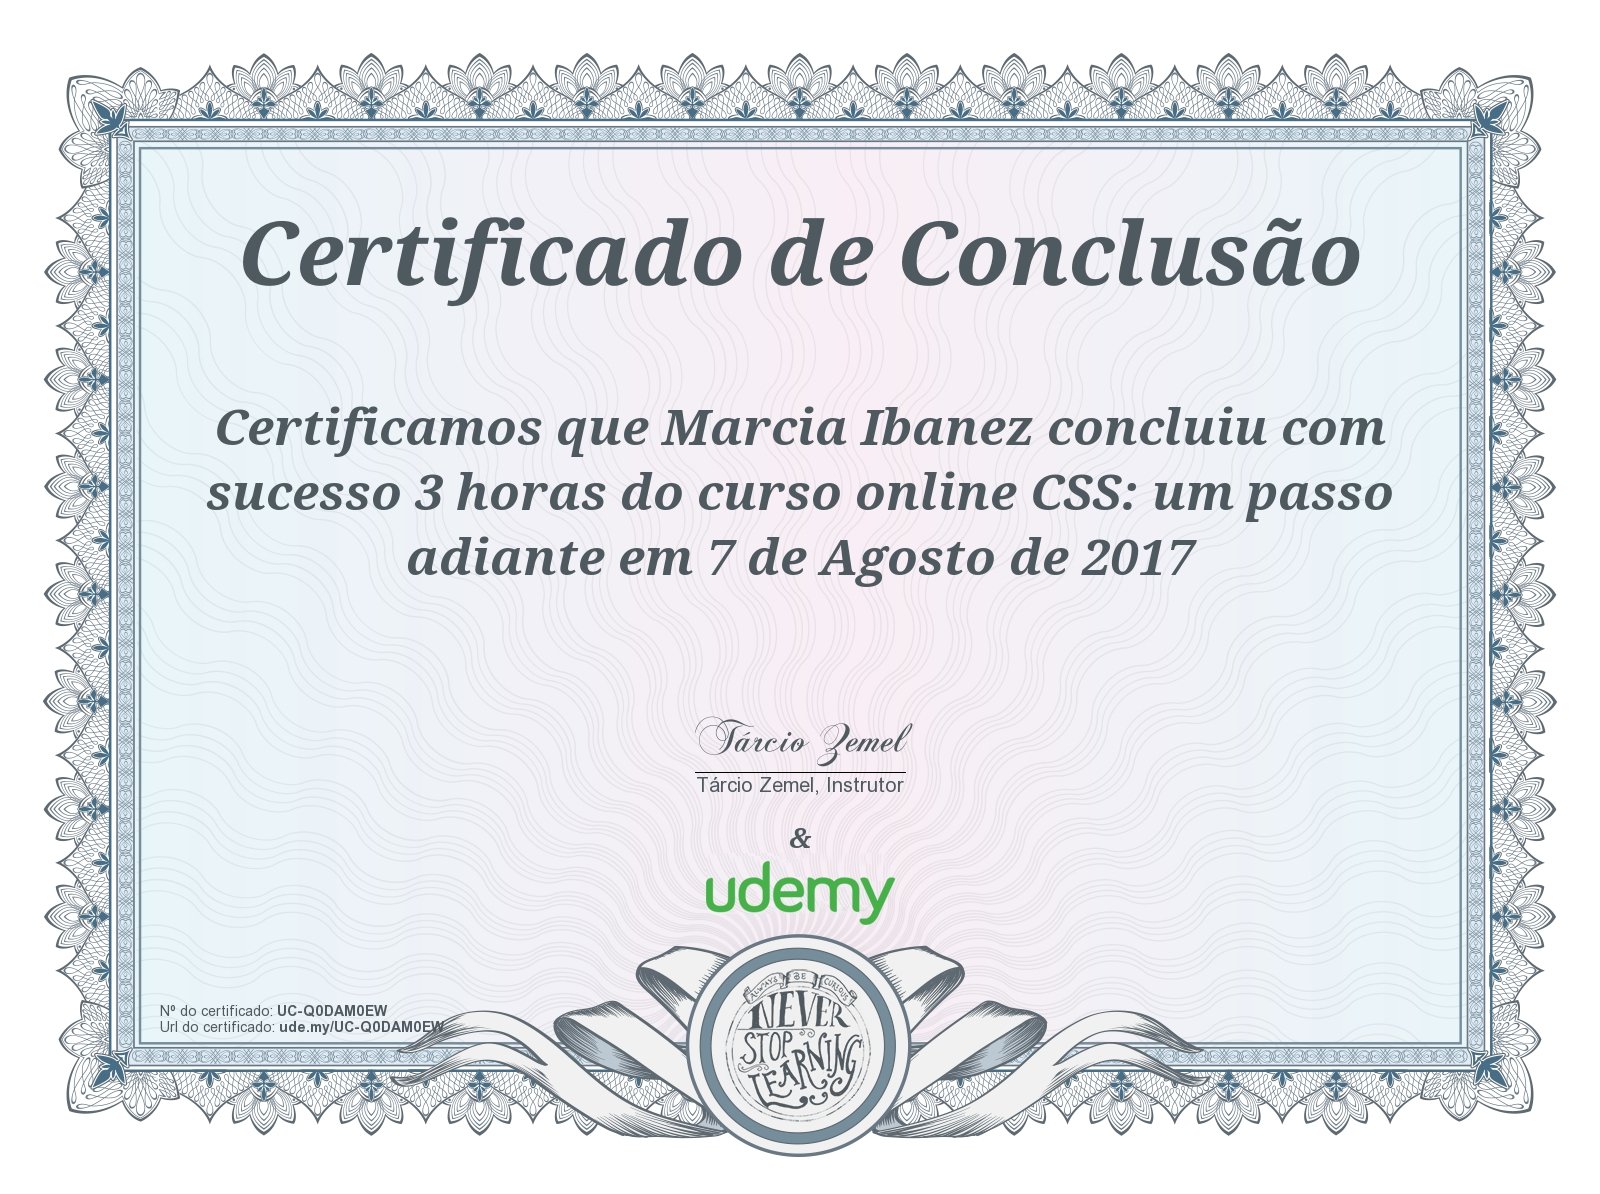 Certificado de Conclusão
Certificamos que Marcia Ibanez concluiu com
sucesso 3 horas do curso online CSS: um passo
adiante em 7 de Agosto de 2017
Tárcio Zemel
Tárcio Zemel, Instrutor
&
udemy
Nº do certificado: UC-Q0DAM0EW
Url do certificado: ude.my/UC-Q0DAM0EW
ALWAYS BE CURIOUS
NEVER
STOP
LEARNING